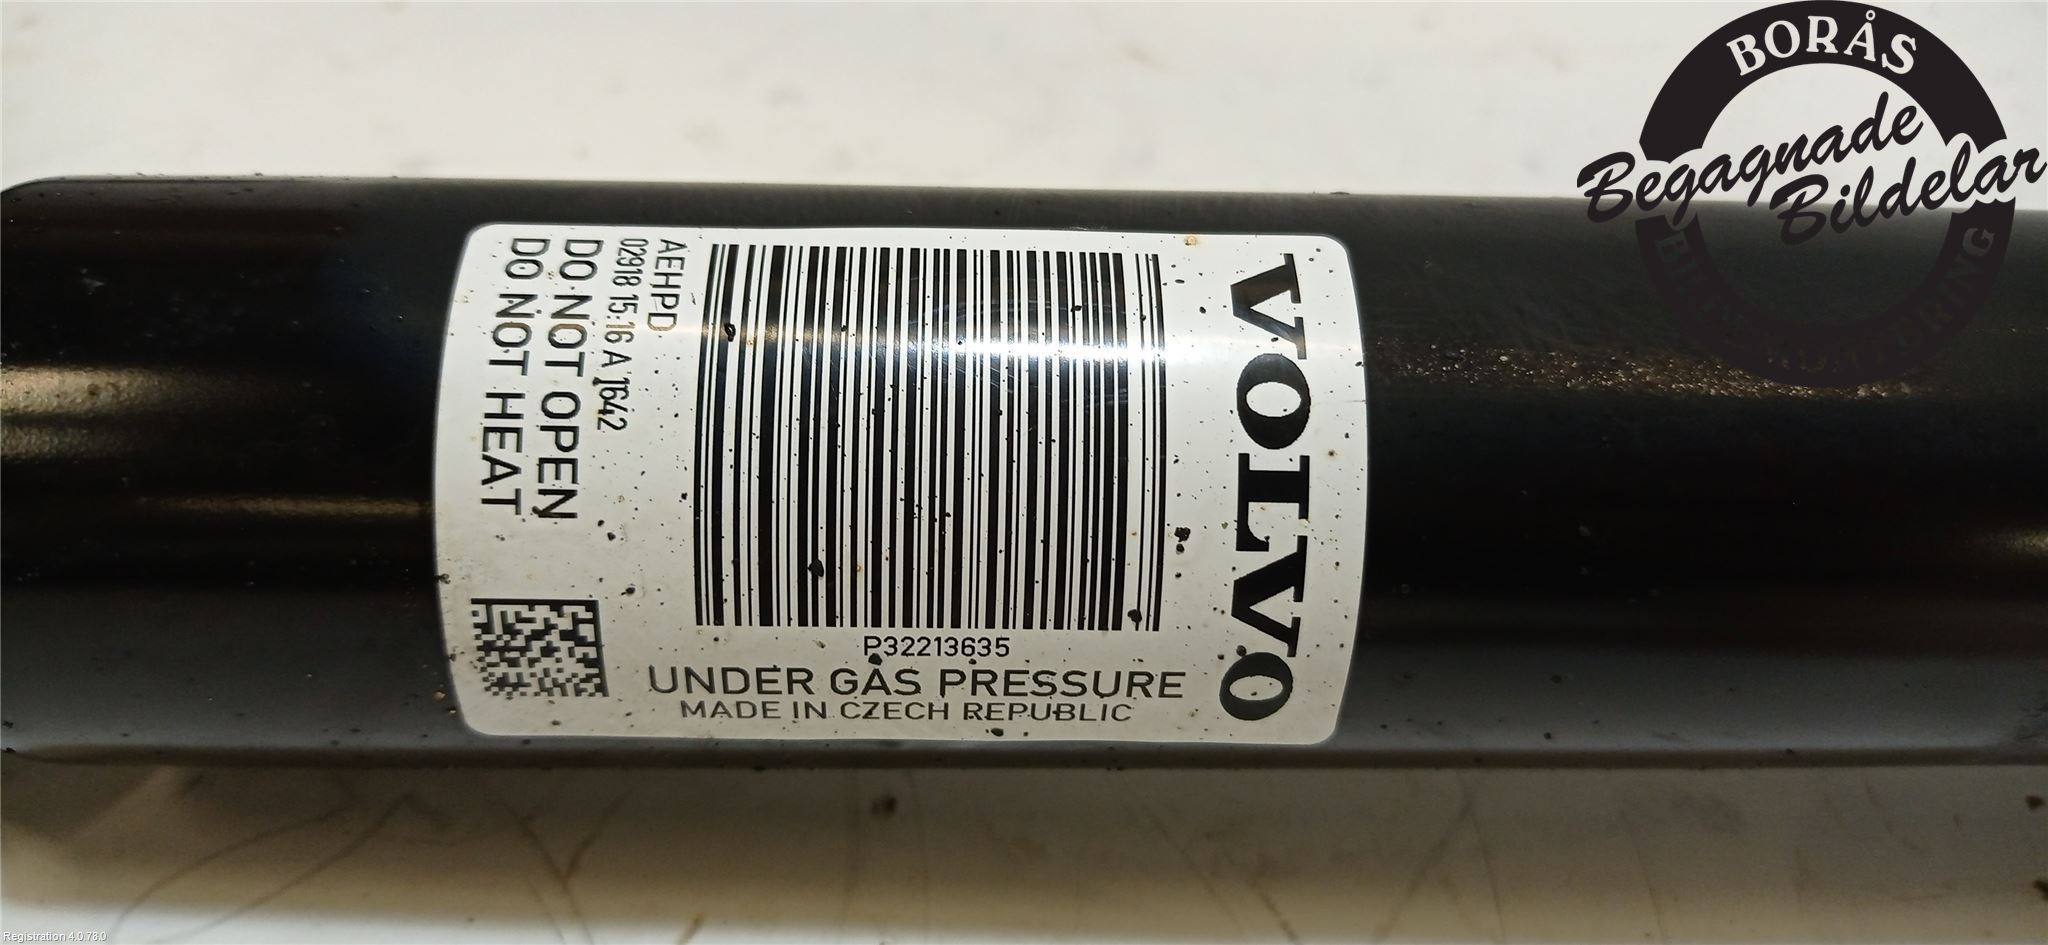 BORÅS
Begagnade
Bildelar
VOLVO
P32213635
UNDER GAS PRESSURE
MADE IN CZECH REPUBLIC
AEHPD
02918 15:16 A 1642
DO NOT OPEN
DO NOT HEAT
Registration 4.0.78.0